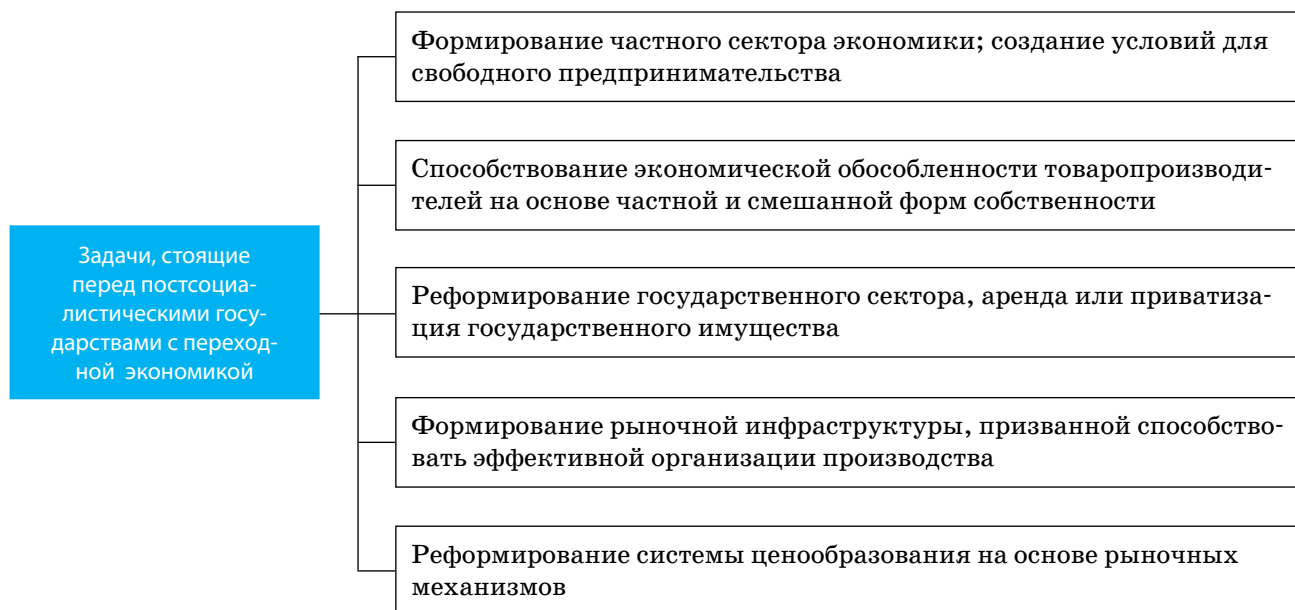 Формирование частного сектора экономики; создание условий для
свободного предпринимательства
Способствование экономической обособленности товаропроизводи-
телей на основе частной и смешанной форм собственности
Задачи, стоящие
перед постсоциа-
листическими госу-
дарствами с переход-
ной экономикой
Реформирование государственного сектора, аренда или приватиза-
ция государственного имущества
Формирование рыночной инфраструктуры, призванной способство-
вать эффективной организации производства
Реформирование системы ценообразования на основе рыночных
механизмов